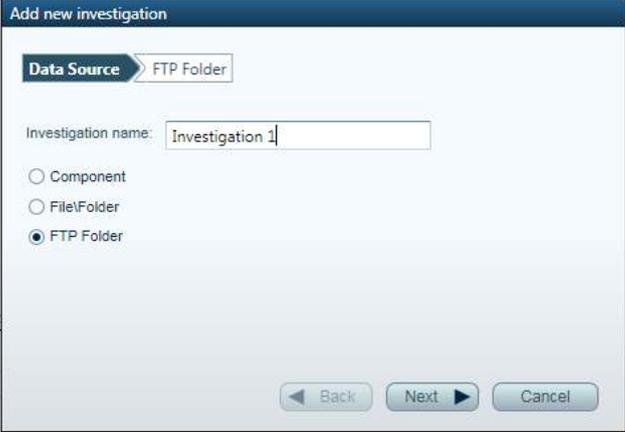 Add new investigation
Data Source FTP Folder
Investigation name: Investigation 1
Component
File\Folder
FTP Folder
Back Next Cancel